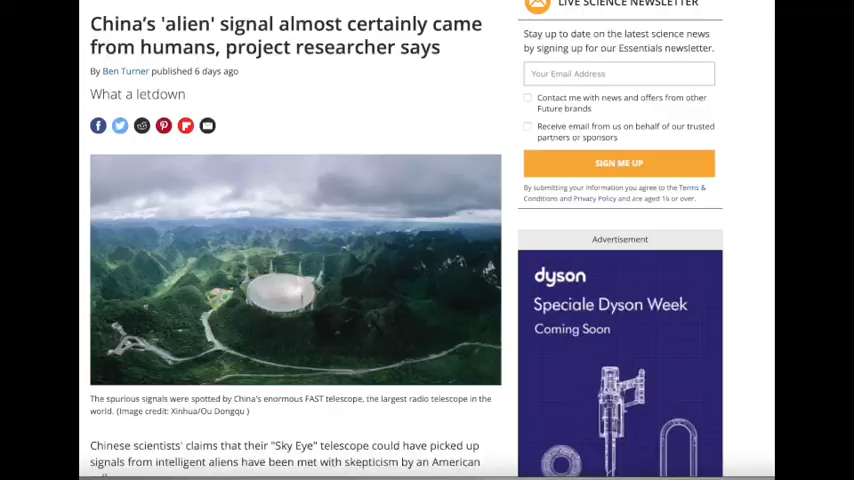 China's 'alien' signal almost certainly came
from humans, project researcher says
By Ben Turner published 6 days ago
What a letdown
The spurious signals were spotted by China's enormous FAST telescope, the largest radio telescope in the
world. (Image credit: Xinhua/Ou Dongqu )
Chinese scientists' claims that their "Sky Eye" telescope could have picked up
signals from intelligent aliens have been met with skepticism by an American
LIVE SCIENCE NEWSLETTER
Stay up to date on the latest science news
by signing up for our Essentials newsletter.
Your Email Address
Contact me with news and offers from other
Future brands
Receive email from us on behalf of our trusted
partners or sponsors
SIGN ME UP
By submitting your information you agree to the Terms &
Conditions and Privacy Policy and are aged 16 or over.
Advertisement
dyson
Speciale Dyson Week
Coming Soon